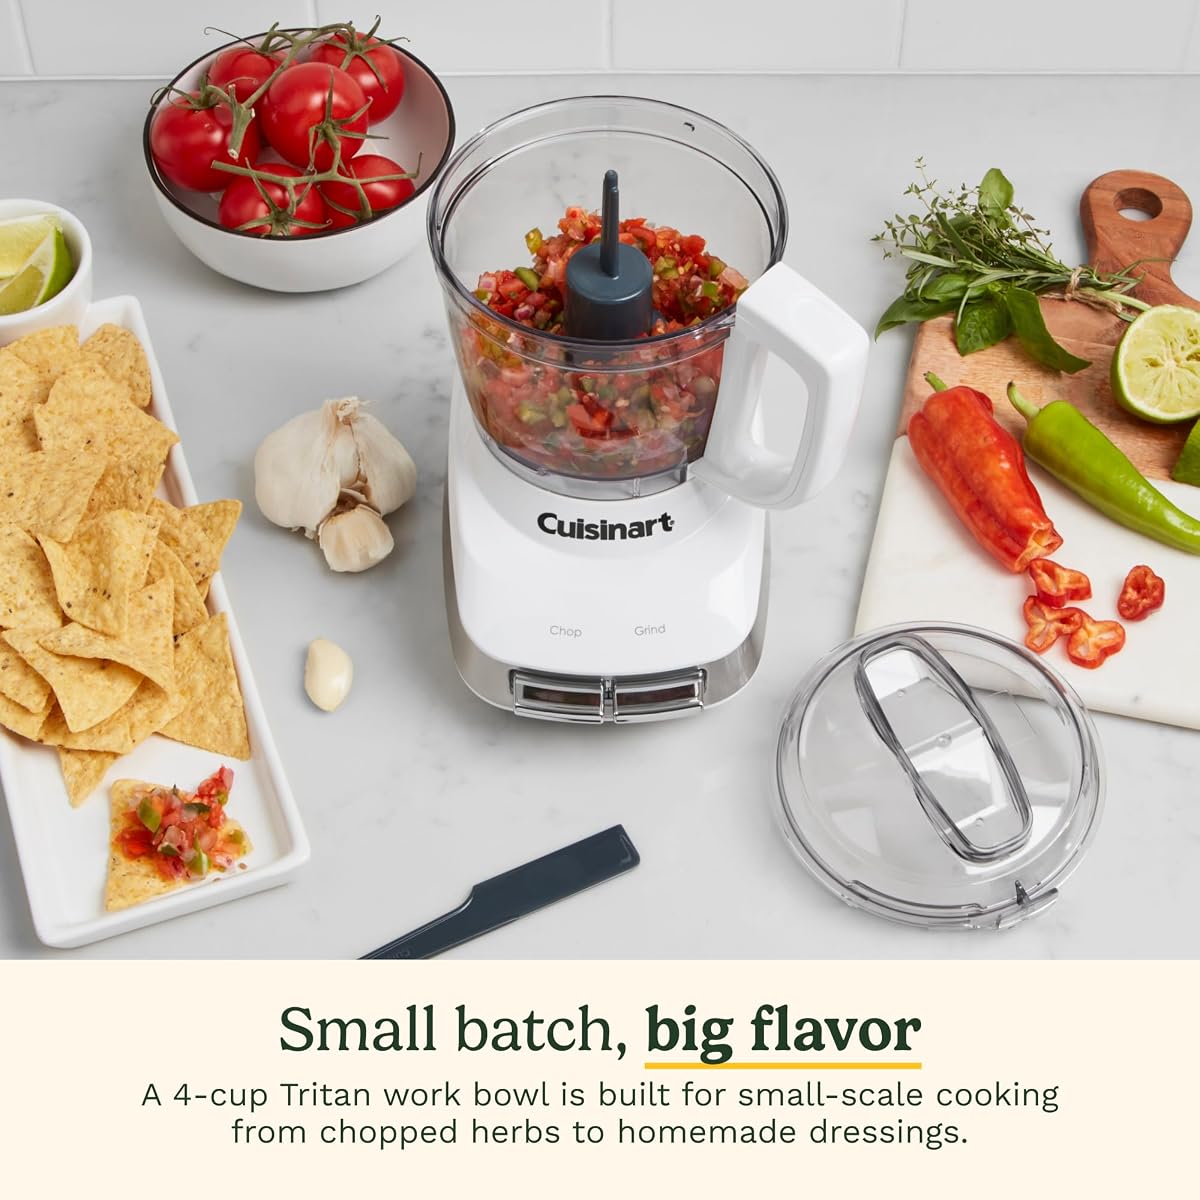 Cuisinart
Chop Grind
Small batch, big flavor
A 4-cup Tritan work bowl is built for small-scale cooking
from chopped herbs to homemade dressings.